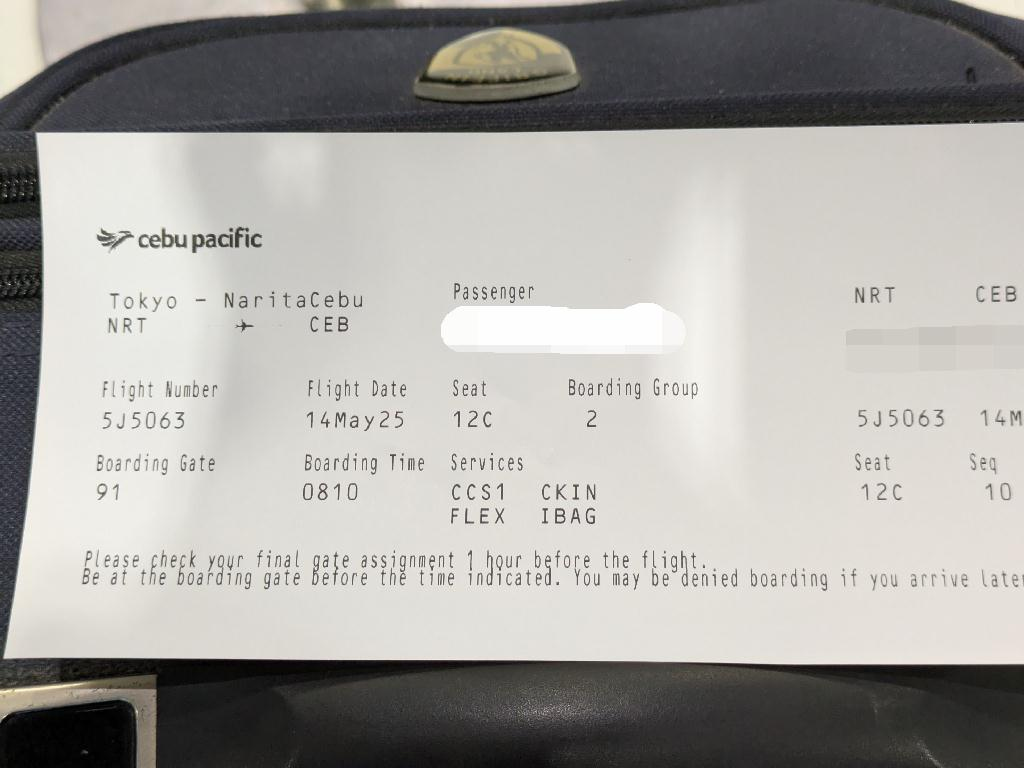 cebu pacific
Tokyo - NaritaCebu
NRT CEB
Passenger
Flight Number Flight Date Seat Boarding Group
5J5063 14May25 12C 2
Boarding Gate Boarding Time Services
91 0810 CCS1 CKIN
FLEX IBAG
Please check your final gate assignment 1 hour before the flight.
Be at the boarding gate before the time indicated. You may be denied boarding if you arrive later
NRT CEB
5J5063 14M
Seat Seq
12C 10